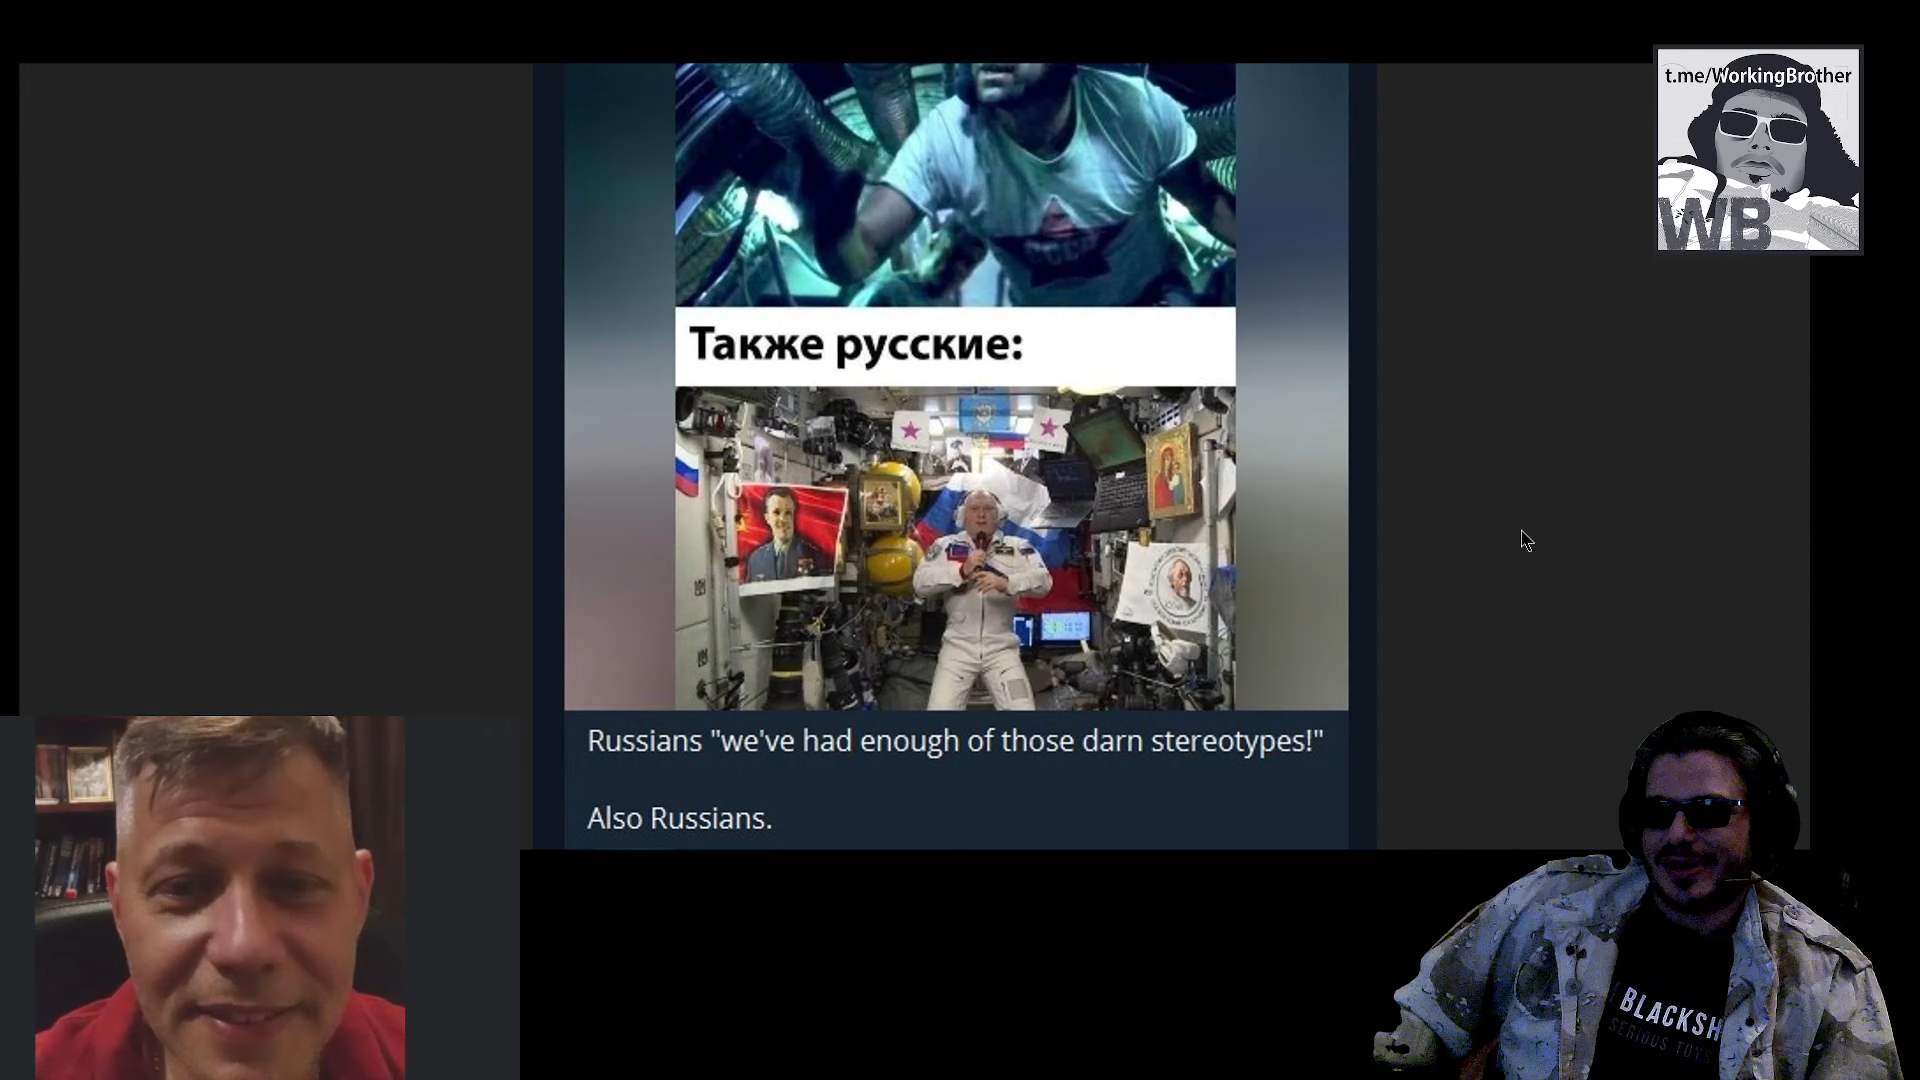 t.me/WorkingBrother
WB
СССР
Также русские:
Russians "we've had enough of those darn stereotypes!"
Also Russians.
BLACKSH
SERIOUS TOYS